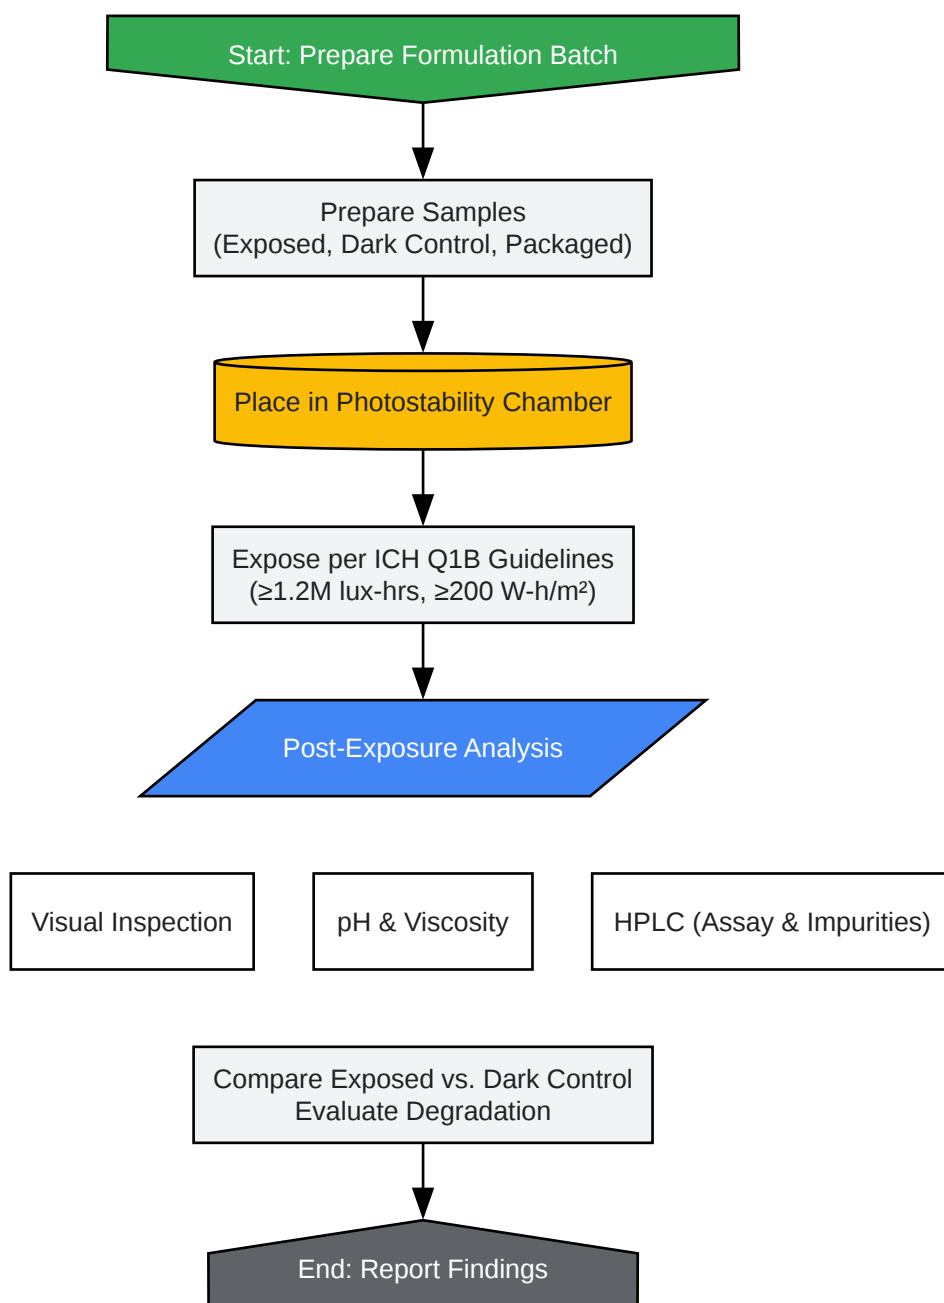 Start: Prepare Formulation Batch
Prepare Samples
(Exposed, Dark Control, Packaged)
Place in Photostability Chamber
Expose per ICH Q1B Guidelines
(≥1.2M lux-hrs, ≥200 W-h/m²)
Post-Exposure Analysis
Visual Inspection
pH & Viscosity
HPLC (Assay & Impurities)
Compare Exposed vs. Dark Control
Evaluate Degradation
End: Report Findings